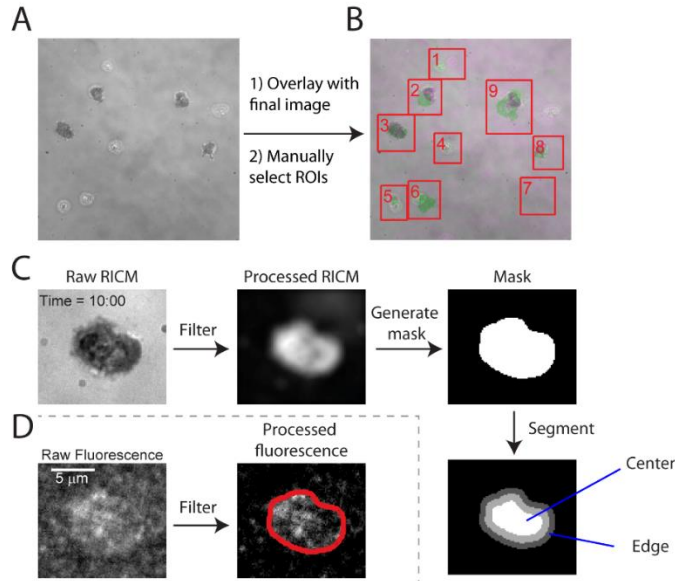 A
B
1) Overlay with
final image
2) Manually
select ROIs
1
2
9
3
4
8
7
5
6
C
Raw RICM
Processed RICM
Mask
Time = 10:00
Filter
Generate
mask
D
Segment
Raw Fluorescence
Processed
fluorescence
5 μm
Filter
Center
Edge